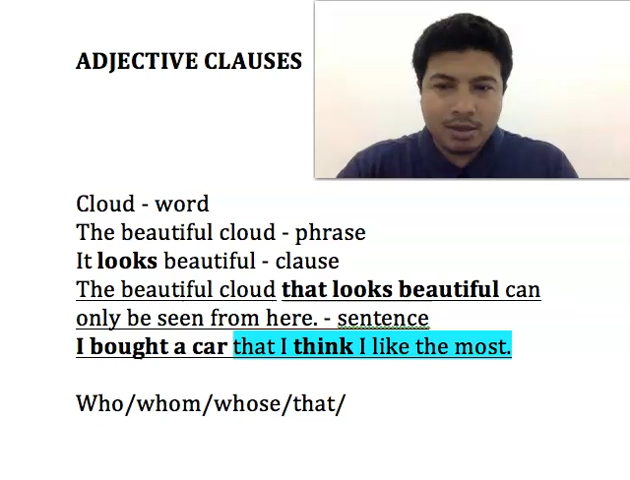 ADJECTIVE CLAUSES
Cloud - word
The beautiful cloud - phrase
It looks beautiful - clause
The beautiful cloud that looks beautiful can
only be seen from here. - sentence
I bought a car that I think I like the most.
Who/whom/whose/that/